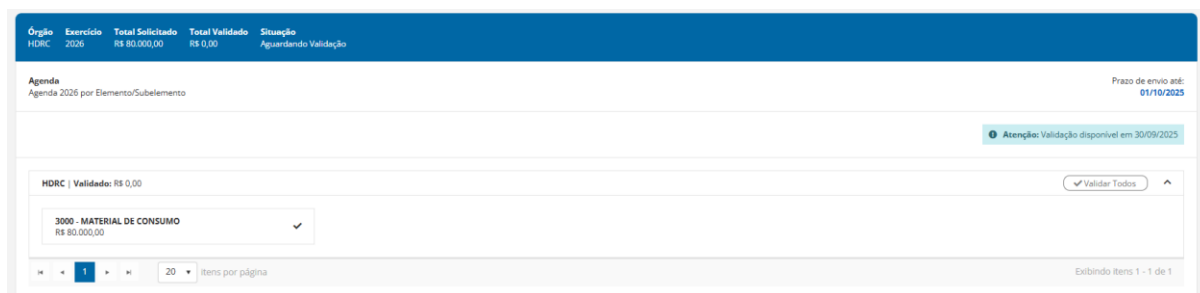 Órgão Exercício Total Solicitado Total Validado Situação
HDRC 2026 R$ 80.000,00 R$ 0,00 Aguardando Validação
Agenda
Agenda 2026 por Elemento/Subelemento
Prazo de envio até:
01/10/2025
Atenção: Validação disponível em 30/09/2025
HDRC | Validado: R$ 0,00
Validar Todos
3000 - MATERIAL DE CONSUMO
R$ 80.000,00
1 20 itens por página
Exibindo itens 1 - 1 de 1